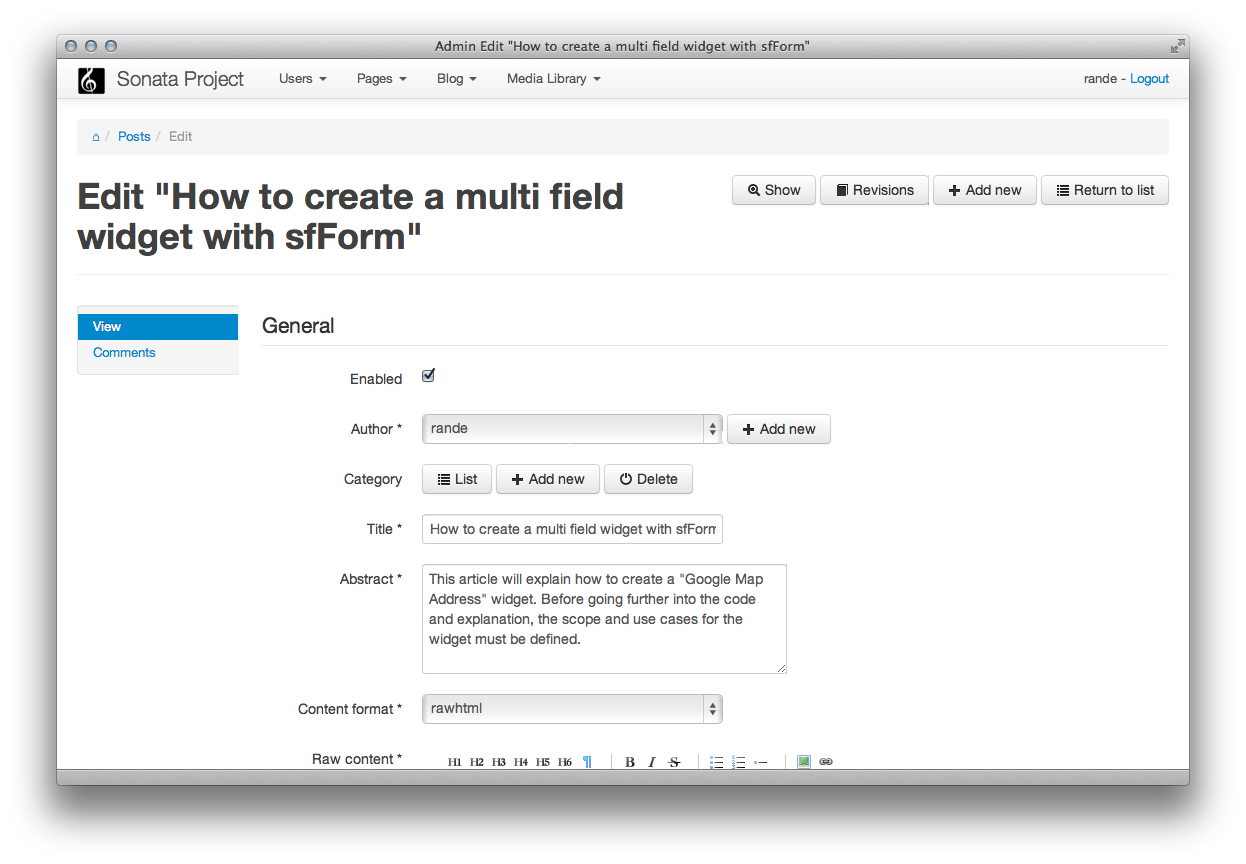 Admin Edit "How to create a multi field widget with sfForm"
Sonata Project Users Pages Blog Media Library rande - Logout
/ Posts / Edit
Edit "How to create a multi field
widget with sfForm"
Show Revisions Add new Return to list
View
Comments
General
Enabled
Author * rande Add new
Category List Add new Delete
Title * How to create a multi field widget with sfForm
Abstract * This article will explain how to create a "Google Map
Address" widget. Before going further into the code
and explanation, the scope and use cases for the
widget must be defined.
Content format * rawhtml
Raw content * H1 H2 H3 H4 H5 H6 ¶ B I S